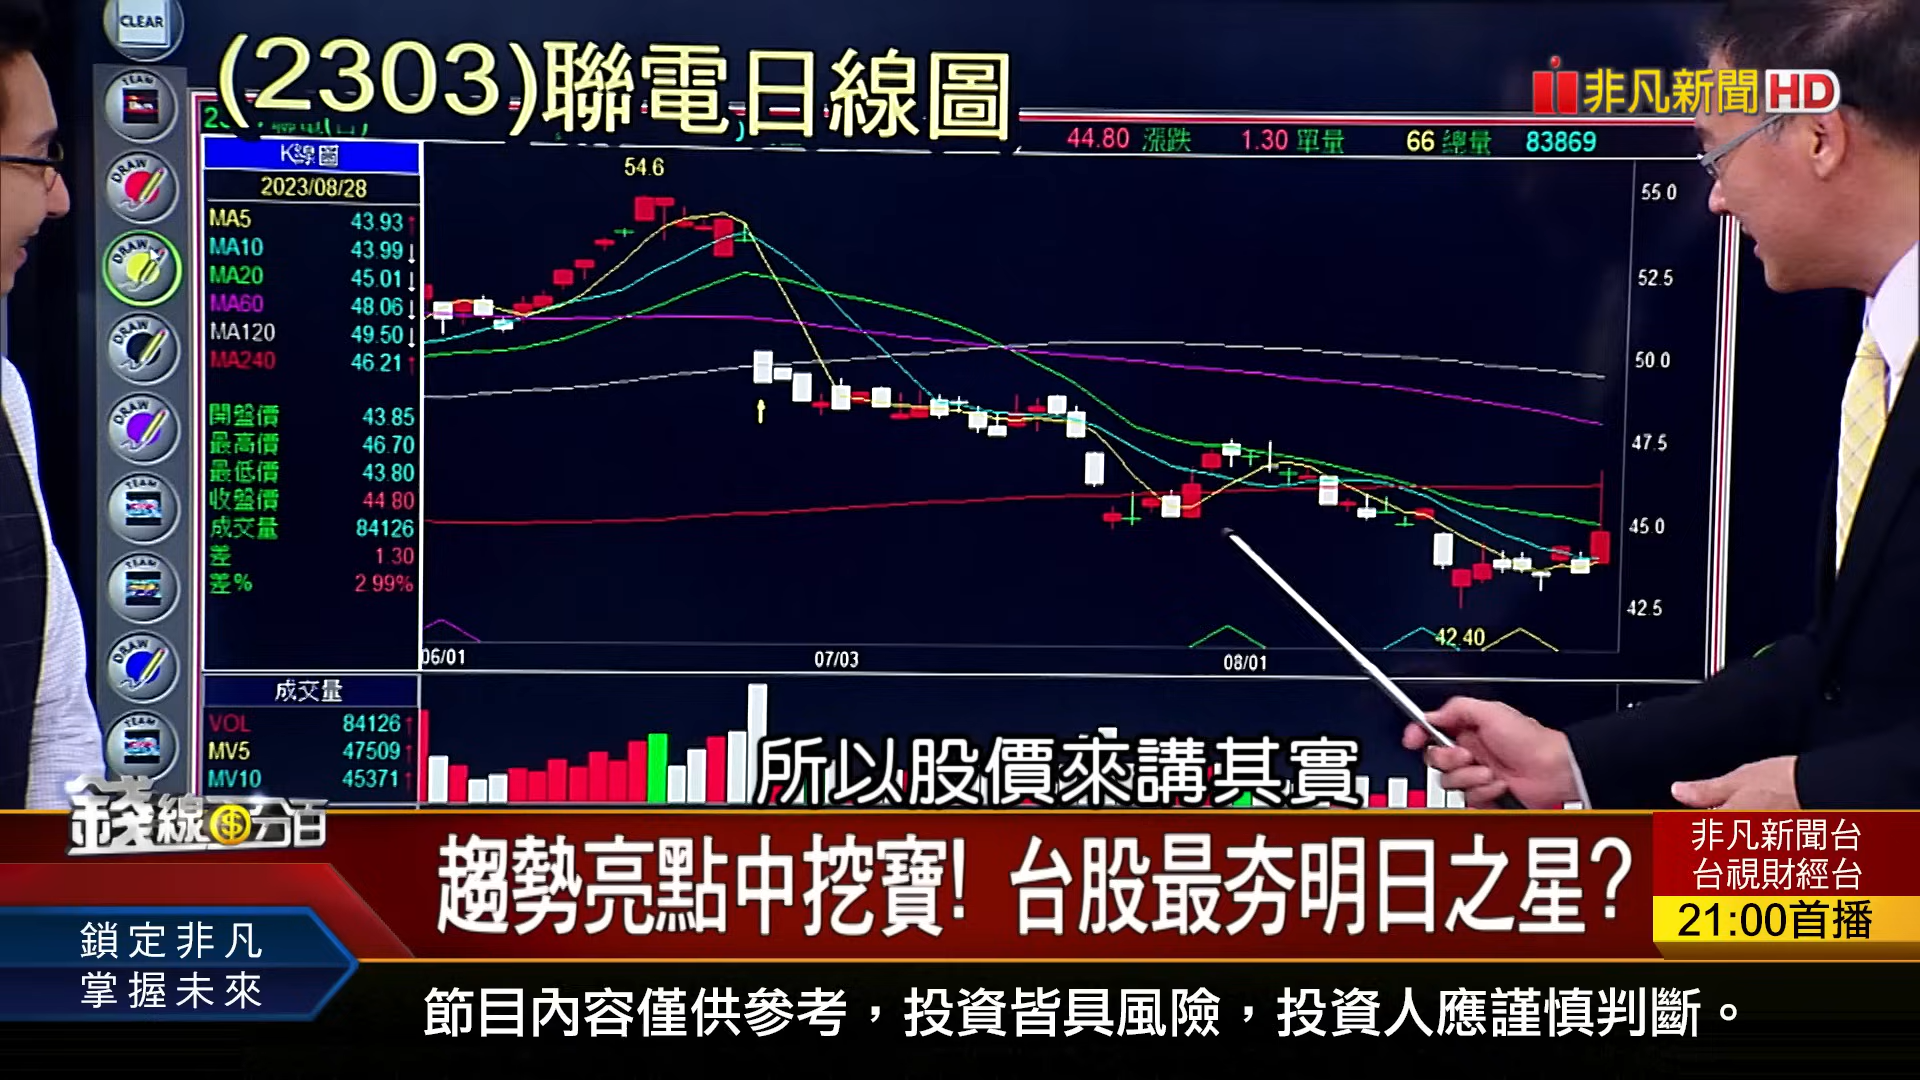 CLEAR
(2303)聯電日線圖
非凡新聞HD
44.80 漲跌 1.30 單量 66 總量 83869
TEAM
DRAW
DRAW
DRAW
DRAW
TEAM
TEAM
DRAW
TEAM
K線圖
2023/08/28
MA5 43.93↑
MA10 43.99↓
MA20 45.01↓
MA60 48.06↓
MA120 49.50↓
MA240 46.21↑
開盤價 43.85
最高價 46.70
最低價 43.80
收盤價 44.80
成交量 84126
差 1.30
差% 2.99%
54.6
55.0
52.5
50.0
47.5
45.0
42.5
42.40
06/01 07/03 08/01
成交量
VOL 84126↑
MV5 47509↑
MV10 45371↑
所以股價來講其實
錢線百分百
趨勢亮點中挖寶! 台股最夯明日之星?
非凡新聞台
台視財經台
21:00首播
鎖定非凡
掌握未來
節目內容僅供參考，投資皆具風險，投資人應謹慎判斷。